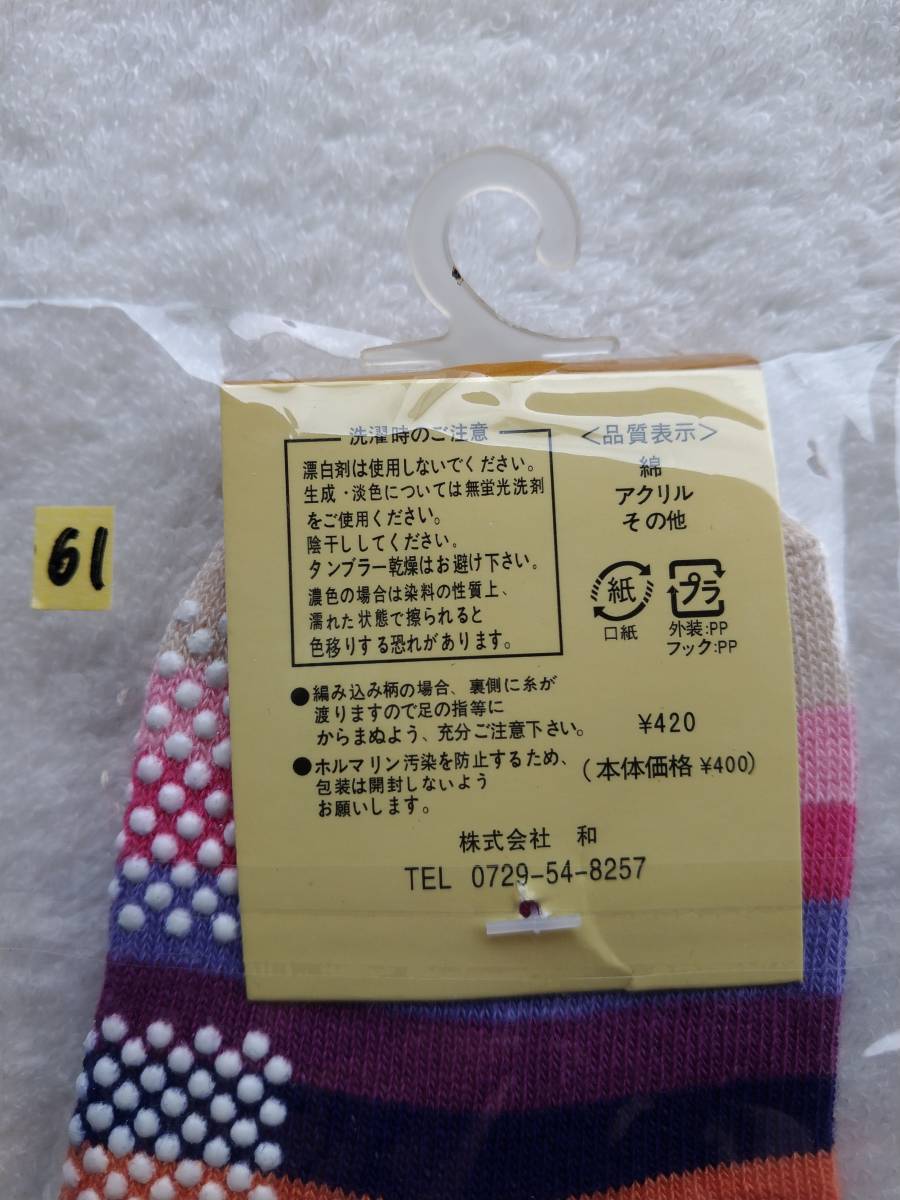 洗濯時のご注意
漂白剤は使用しないでください。
生成・淡色については無蛍光洗剤
をご使用ください。
陰干ししてください。
タンブラー乾燥はお避け下さい。
濃色の場合は染料の性質上、
濡れた状態で擦られると
色移りする恐れがあります。
●編み込み柄の場合、裏側に糸が
渡りますので足の指等に
からまぬよう、充分ご注意下さい。
●ホルマリン汚染を防止するため、
包装は開封しないよう
お願いします。
<品質表示>
綿
アクリル
その他
紙 プラ
口紙 外装:PP
フック:PP
¥420
(本体価格 ¥400)
株式会社 和
TEL 0729-54-8257
61